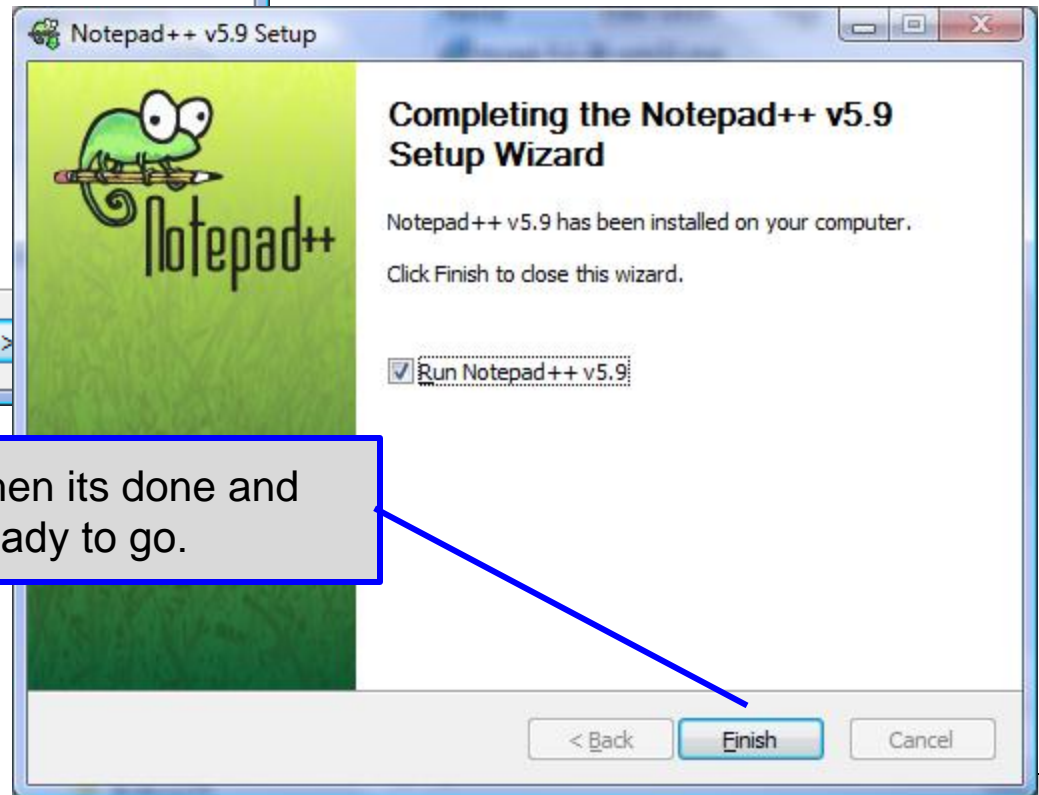 Notepad++ v5.9 Setup
Notepad++
Completing the Notepad++ v5.9
Setup Wizard
Notepad++ v5.9 has been installed on your computer.
Click Finish to close this wizard.
>
Run Notepad++ v5.9
hen its done and
ady to go.
< Back
Finish
Cancel